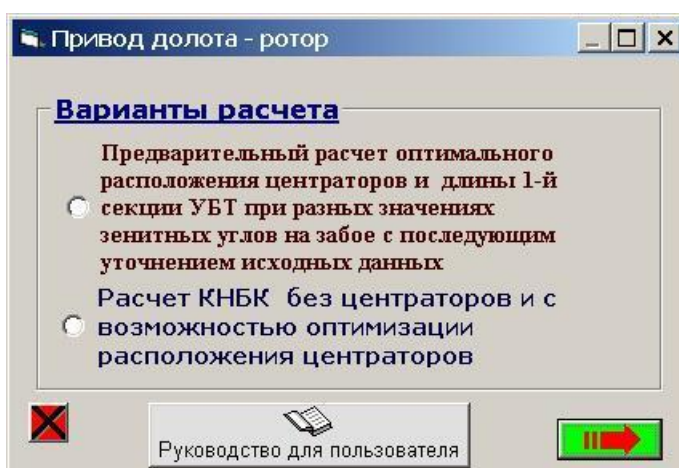 Привод долота - ротор
Варианты расчета
Предварительный расчет оптимального
расположения центраторов и длины 1-й
секции УБТ при разных значениях
зенитных углов на забое с последующим
уточнением исходных данных
Расчет КНБК без центраторов и с
возможностью оптимизации
расположения центраторов
Руководство для пользователя